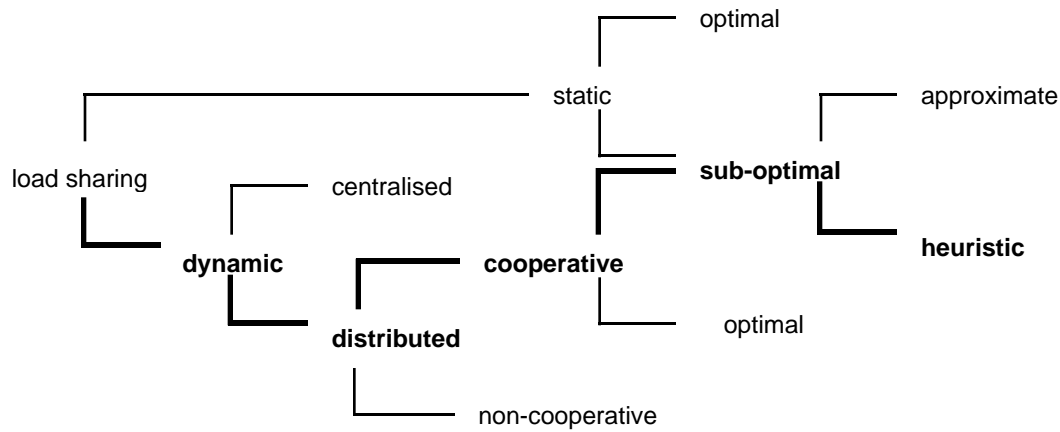 optimal
static
approximate
load sharing
centralised
sub-optimal
dynamic
cooperative
heuristic
distributed
optimal
non-cooperative